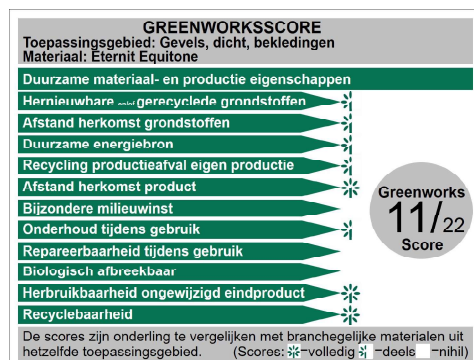 GREENWORKSSCORE
Toepassingsgebied: Gevels, dicht, bekledingen
Materiaal: Eternit Equitone
Duurzame materiaal- en productie eigenschappen
Hernieuwbare en/of gerecyclede grondstoffen
Afstand herkomst grondstoffen
Duurzame energiebron
Recycling productieafval eigen productie
Afstand herkomst product
Bijzondere milieuwinst
Onderhoud tijdens gebruik
Repareerbaarheid tijdens gebruik
Biologisch afbreekbaar
Herbruikbaarheid ongewijzigd eindproduct
Recyclebaarheid
Greenworks
11/22
Score
De scores zijn onderling te vergelijken met branchegelijke materialen uit
hetzelfde toepassingsgebied. (Scores: =volledig =deels =nihil)